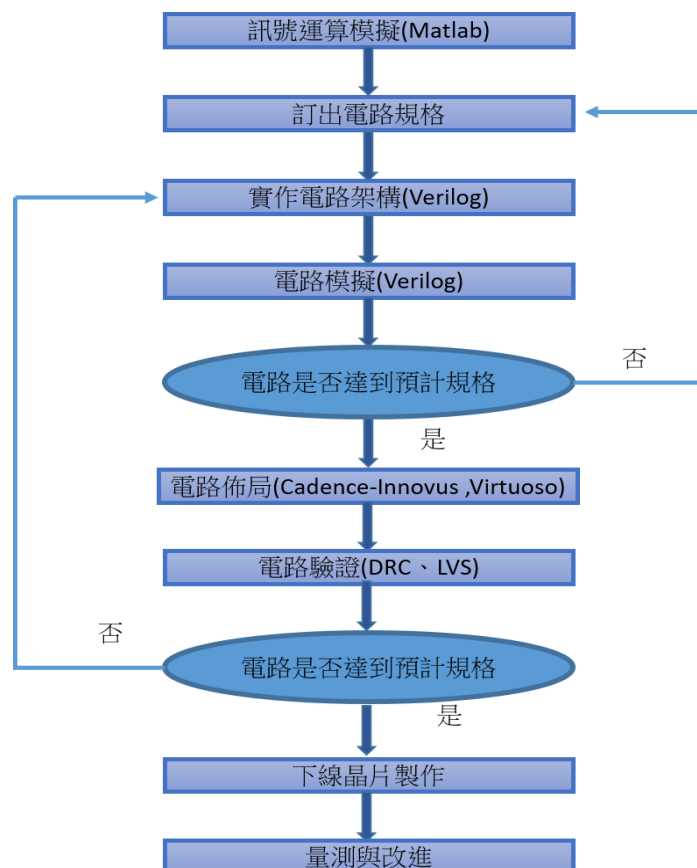 訊號運算模擬(Matlab)
訂出電路規格
實作電路架構(Verilog)
電路模擬(Verilog)
電路是否達到預計規格
否
是
電路佈局(Cadence-Innovus ,Virtuoso)
電路驗證(DRC、LVS)
否
電路是否達到預計規格
是
下線晶片製作
量測與改進